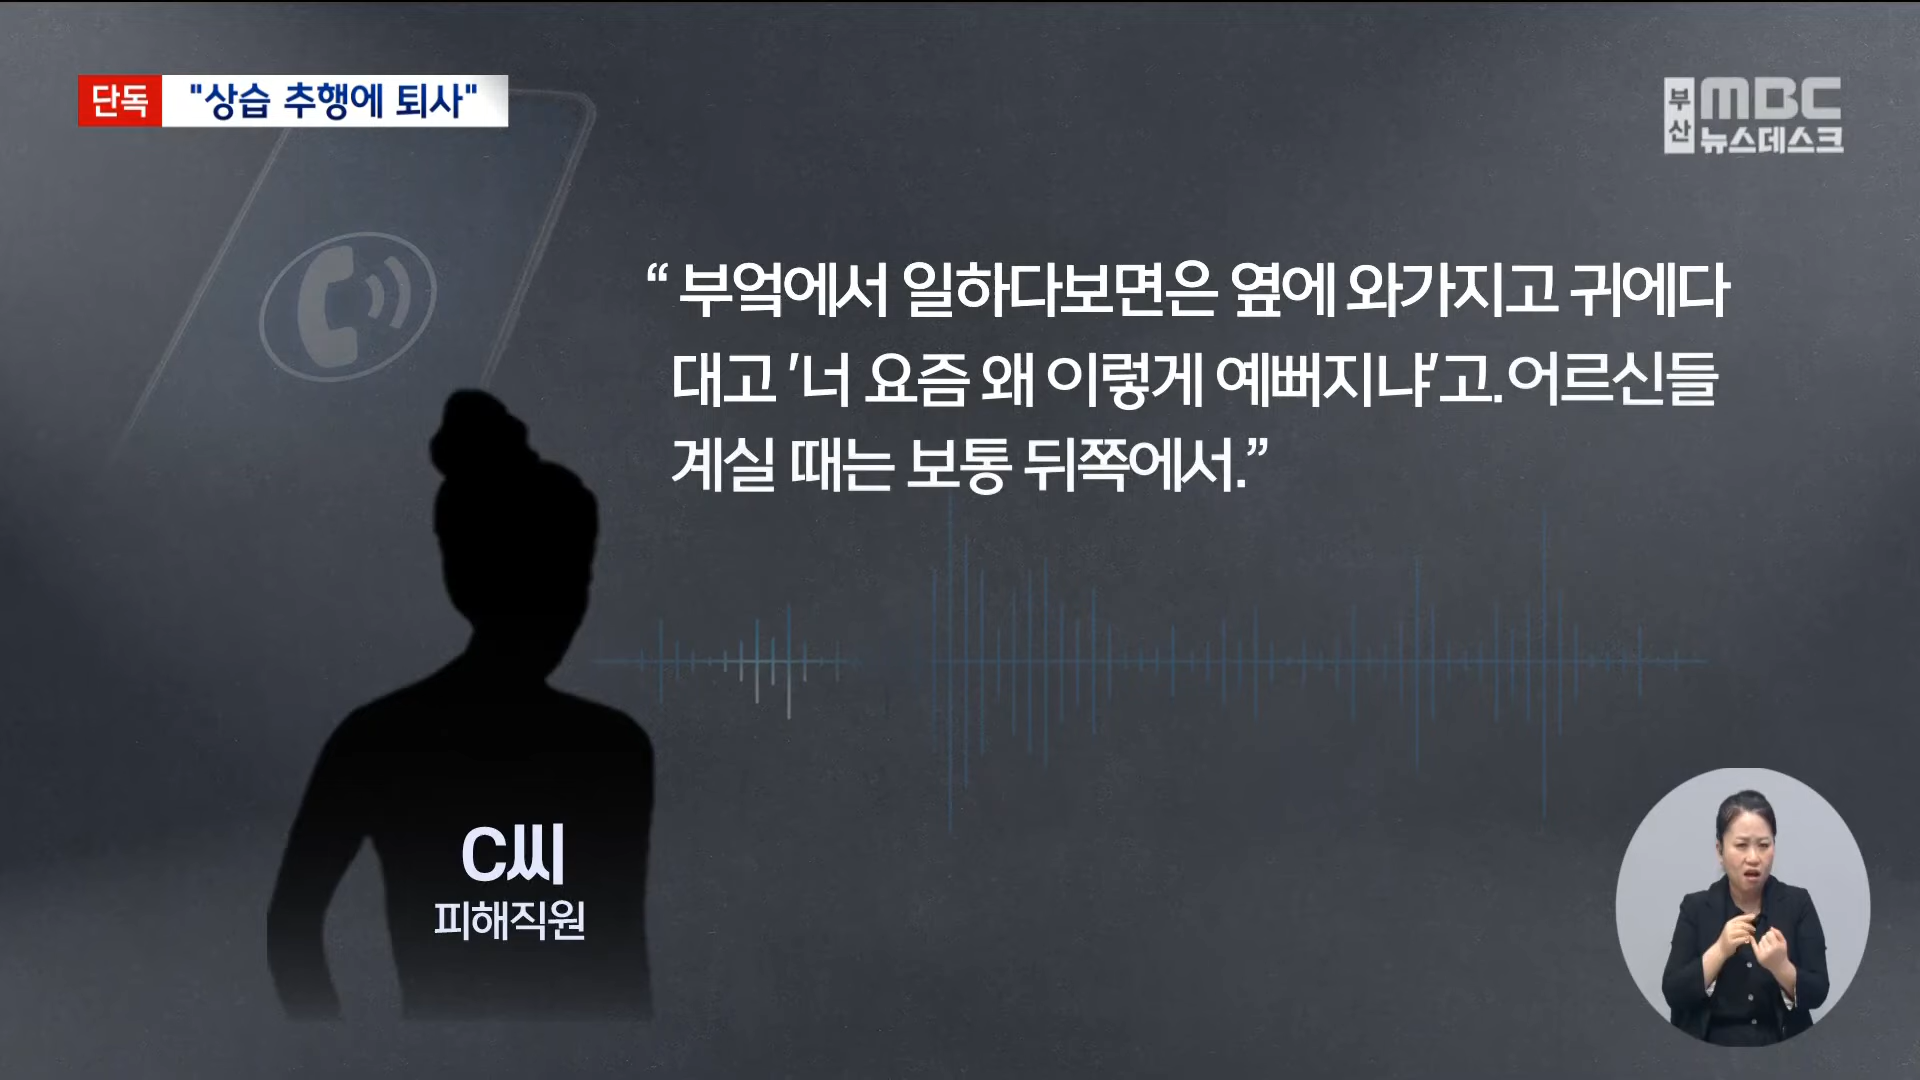 단독 "상습 추행에 퇴사"
부산 MBC
뉴스데스크
“ 부엌에서 일하다보면은 옆에 와가지고 귀에다
대고 '너 요즘 왜 이렇게 예뻐지냐'고. 어르신들
계실 때는 보통 뒤쪽에서.”
C씨
피해직원